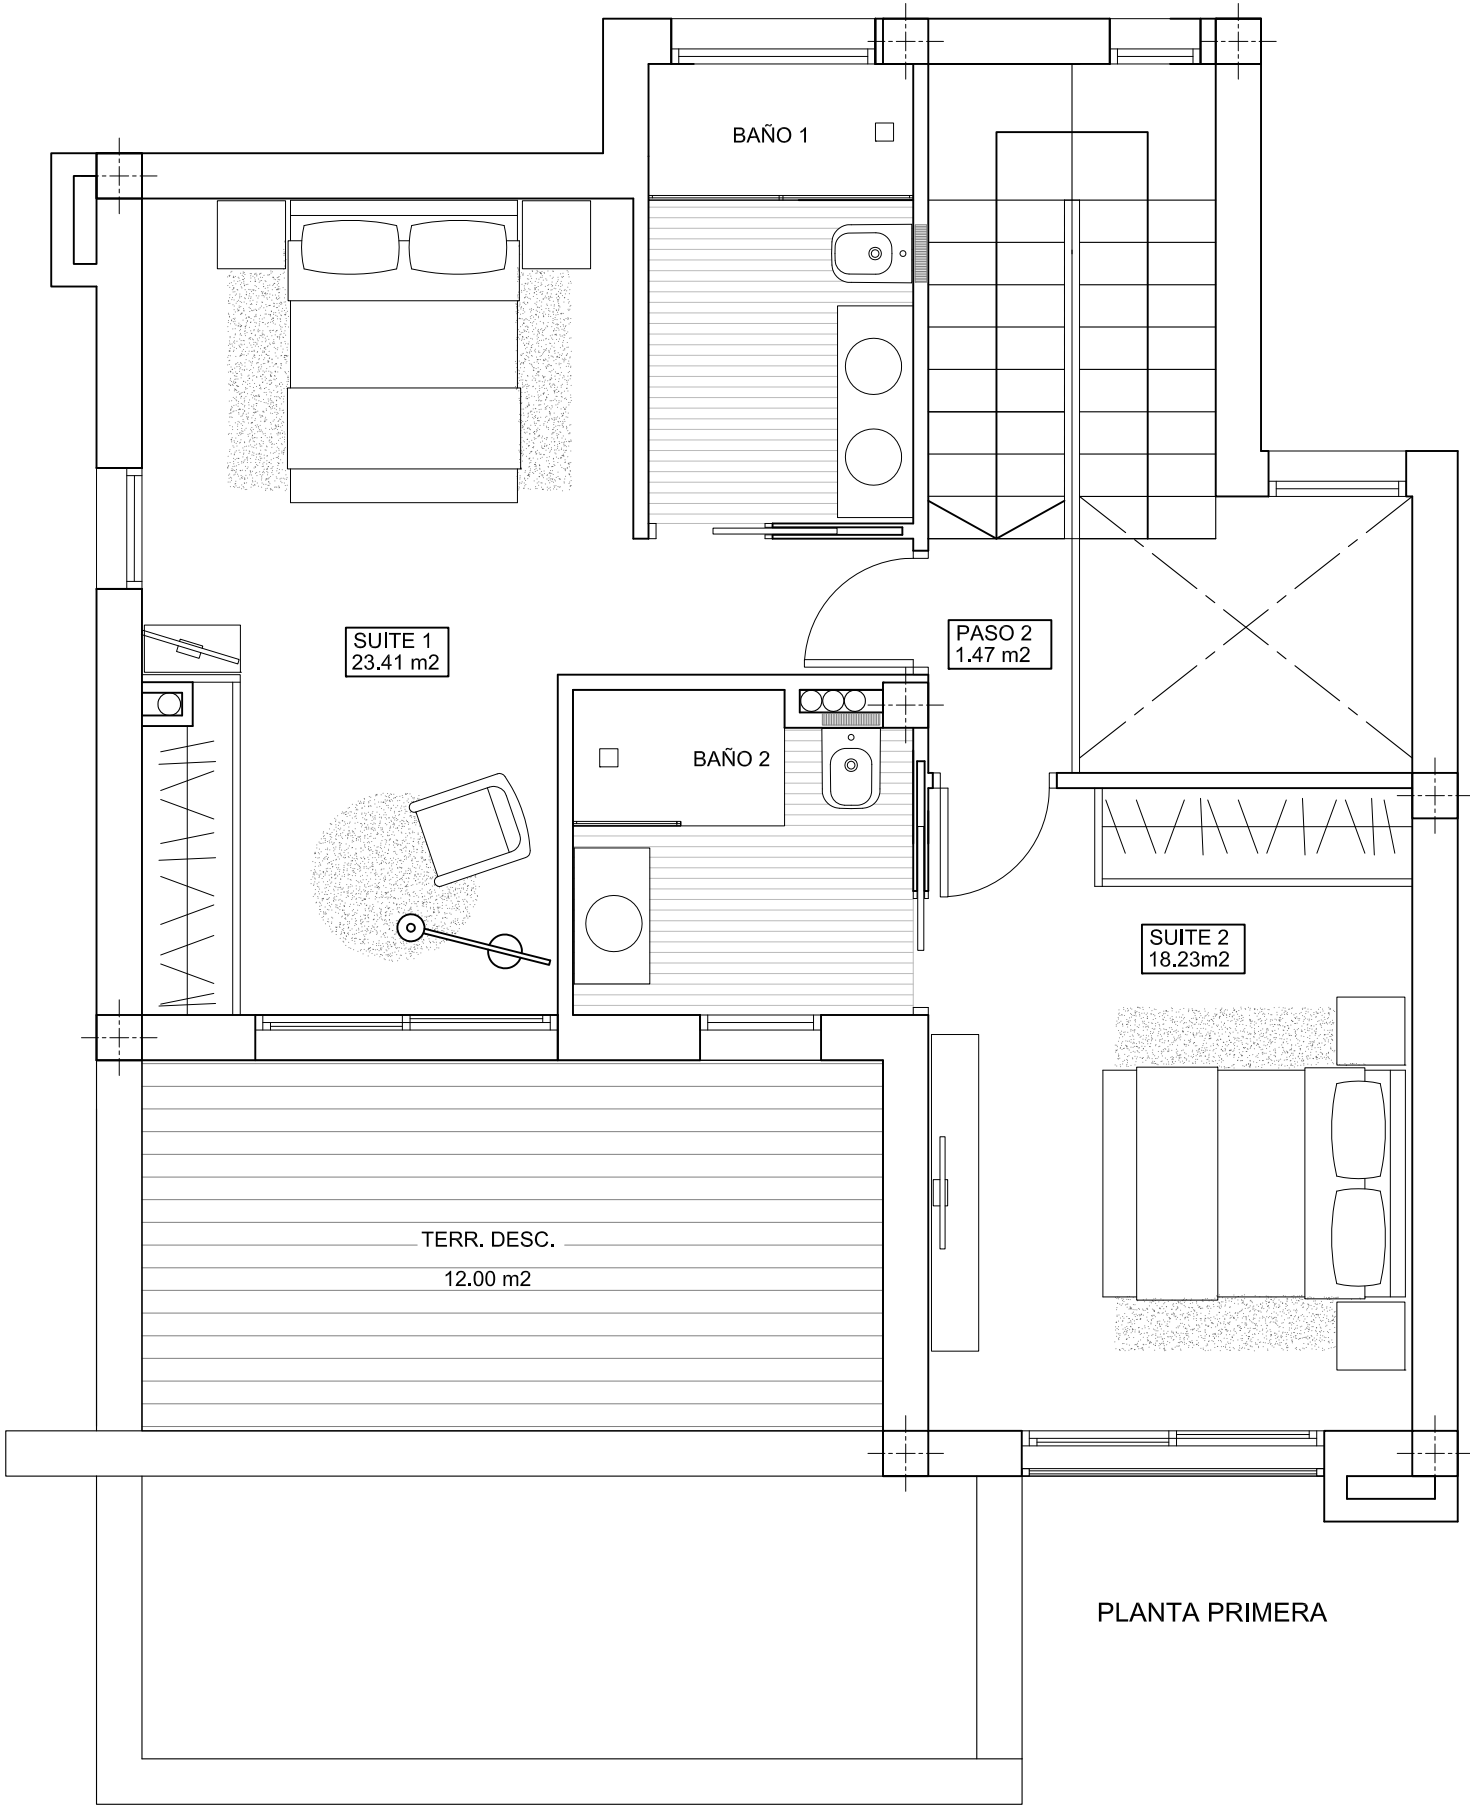 BAÑO 1
SUITE 1
23.41 m2
PASO 2
1.47 m2
BAÑO 2
SUITE 2
18.23m2
TERR. DESC.
12.00 m2
PLANTA PRIMERA